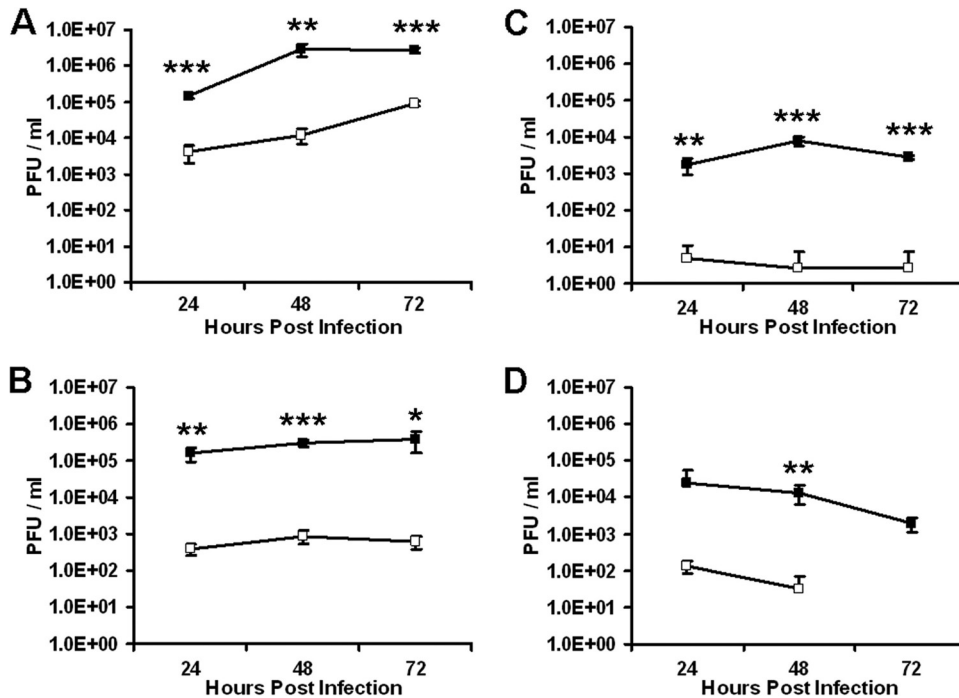 A
PFU / ml
1.0E+07
1.0E+06
1.0E+05
1.0E+04
1.0E+03
1.0E+02
1.0E+01
1.0E+00
*** ** ***
24 48 72
Hours Post Infection
C
PFU / ml
1.0E+07
1.0E+06
1.0E+05
1.0E+04
1.0E+03
1.0E+02
1.0E+01
1.0E+00
** *** ***
24 48 72
Hours Post Infection
B
PFU / ml
1.0E+07
1.0E+06
1.0E+05
1.0E+04
1.0E+03
1.0E+02
1.0E+01
1.0E+00
** *** *
24 48 72
Hours Post Infection
D
PFU / ml
1.0E+07
1.0E+06
1.0E+05
1.0E+04
1.0E+03
1.0E+02
1.0E+01
1.0E+00
**
24 48 72
Hours Post Infection